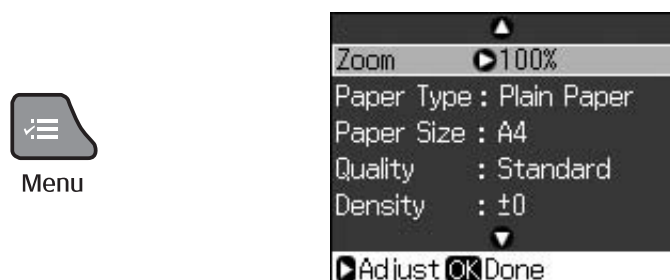 Menu
Zoom 100%
Paper Type : Plain Paper
Paper Size : A4
Quality : Standard
Density : ±0
Adjust OK Done